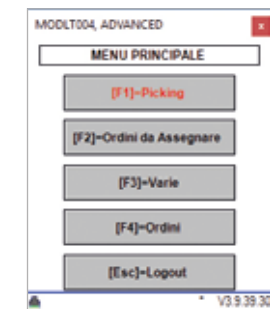 MODLT004, ADVANCED
x
MENU PRINCIPALE
[F1]=Picking
[F2]=Ordini da Assegnare
[F3]=Varie
[F4]=Ordini
[Esc]=Logout
* V3.9.39.30